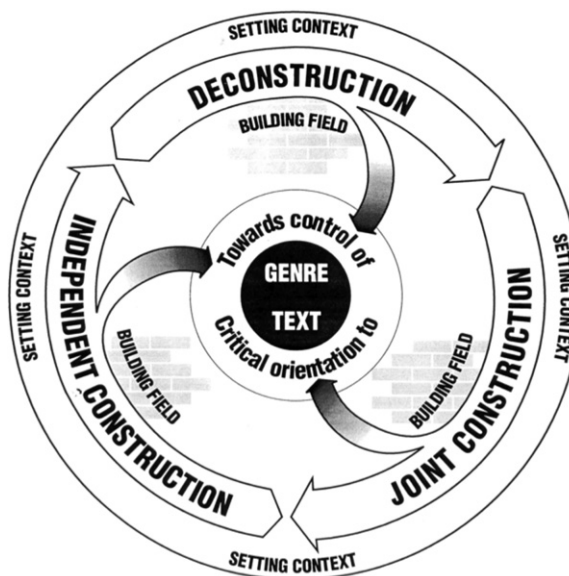 SETTING CONTEXT
DECONSTRUCTION
BUILDING FIELD
SETTING CONTEXT
INDEPENDENT CONSTRUCTION
BUILDING FIELD
Towards control of
GENRE
TEXT
Critical orientation to
SETTING CONTEXT
JOINT CONSTRUCTION
BUILDING FIELD
SETTING CONTEXT